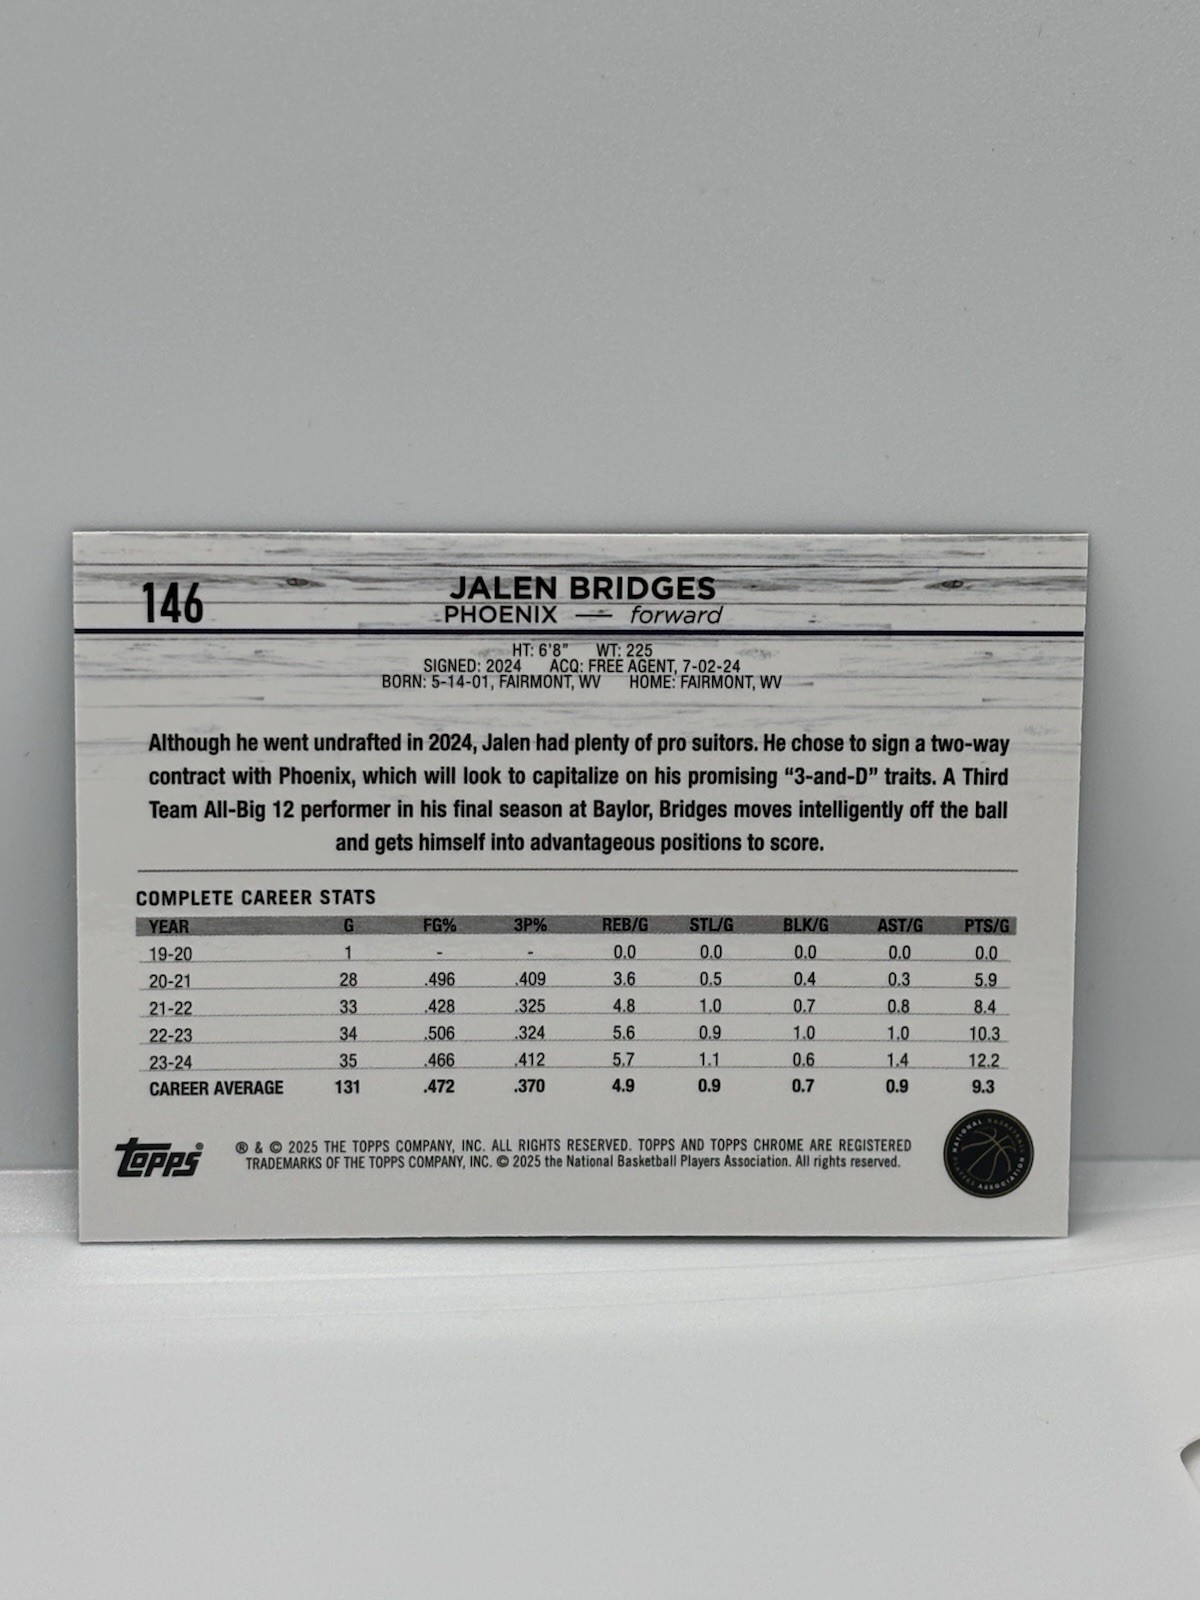 146
JALEN BRIDGES
PHOENIX — forward
HT: 6'8" WT: 225
SIGNED: 2024 ACQ: FREE AGENT, 7-02-24
BORN: 5-14-01, FAIRMONT, WV HOME: FAIRMONT, WV
Although he went undrafted in 2024, Jalen had plenty of pro suitors. He chose to sign a two-way
contract with Phoenix, which will look to capitalize on his promising “3-and-D” traits. A Third
Team All-Big 12 performer in his final season at Baylor, Bridges moves intelligently off the ball
and gets himself into advantageous positions to score.
COMPLETE CAREER STATS
YEAR G FG% 3P% REB/G STL/G BLK/G AST/G PTS/G
19-20 1 - - 0.0 0.0 0.0 0.0 0.0
20-21 28 .496 .409 3.6 0.5 0.4 0.3 5.9
21-22 33 .428 .325 4.8 1.0 0.7 0.8 8.4
22-23 34 .506 .324 5.6 0.9 1.0 1.0 10.3
23-24 35 .466 .412 5.7 1.1 0.6 1.4 12.2
CAREER AVERAGE 131 .472 .370 4.9 0.9 0.7 0.9 9.3
Topps®
® & © 2025 THE TOPPS COMPANY, INC. ALL RIGHTS RESERVED. TOPPS AND TOPPS CHROME ARE REGISTERED
TRADEMARKS OF THE TOPPS COMPANY, INC. © 2025 the National Basketball Players Association. All rights reserved.
NATIONAL BASKETBALL
PLAYERS ASSOCIATION